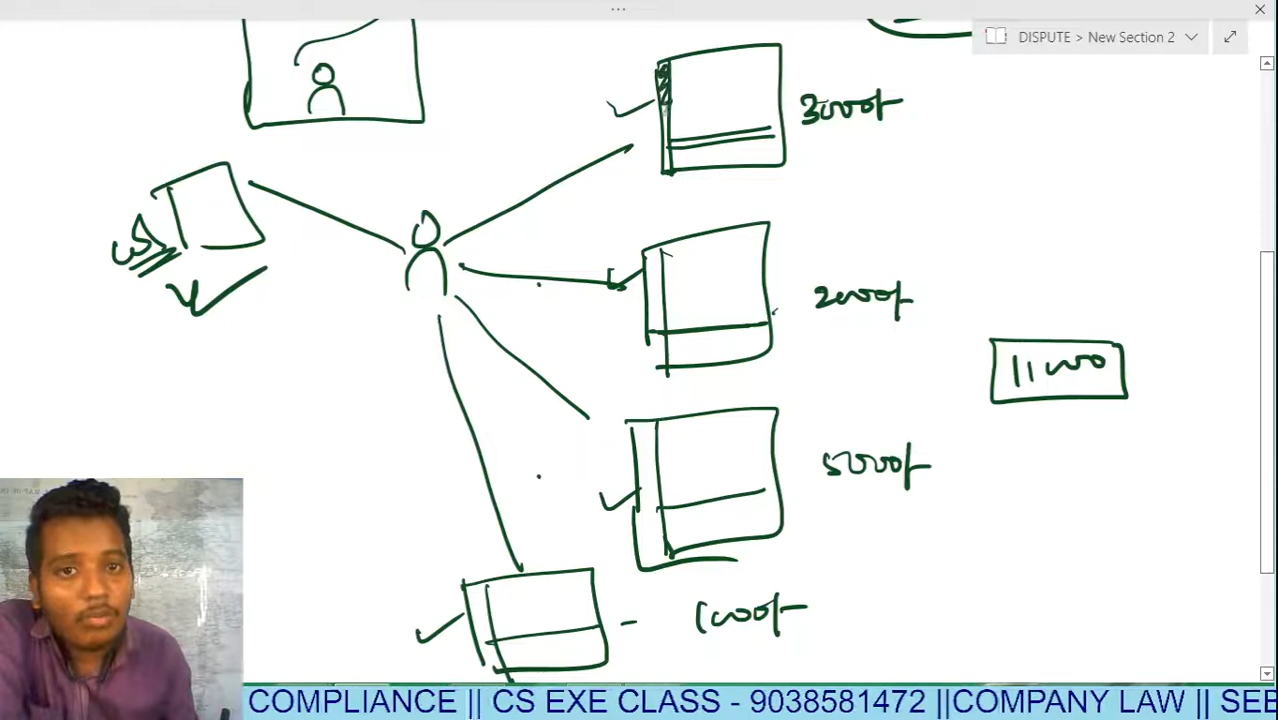 DISPUTE > New Section 2
3000/-
2000/-
11000
5000/-
1000/-
COMPLIANCE || CS EXE CLASS - 9038581472 ||COMPANY LAW || SEE